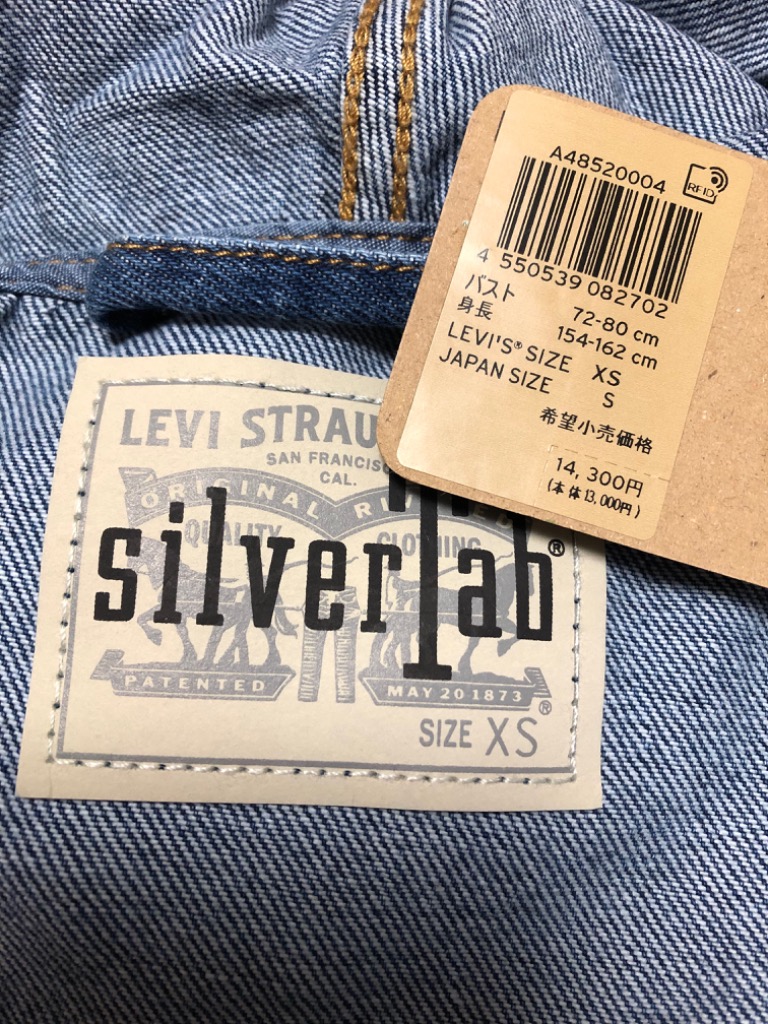 A48520004
RFID
4 550539 082702
バスト 72-80 cm
身長 154-162 cm
LEVI'S® SIZE XS
JAPAN SIZE S
希望小売価格
14,300円
(本体13,000円)
LEVI STRAU
SAN FRANCISC
CAL.
ORIGINAL RI
QUALITY CLOTHING
silverTab®
PATENTED MAY 20 1873
®
SIZE XS